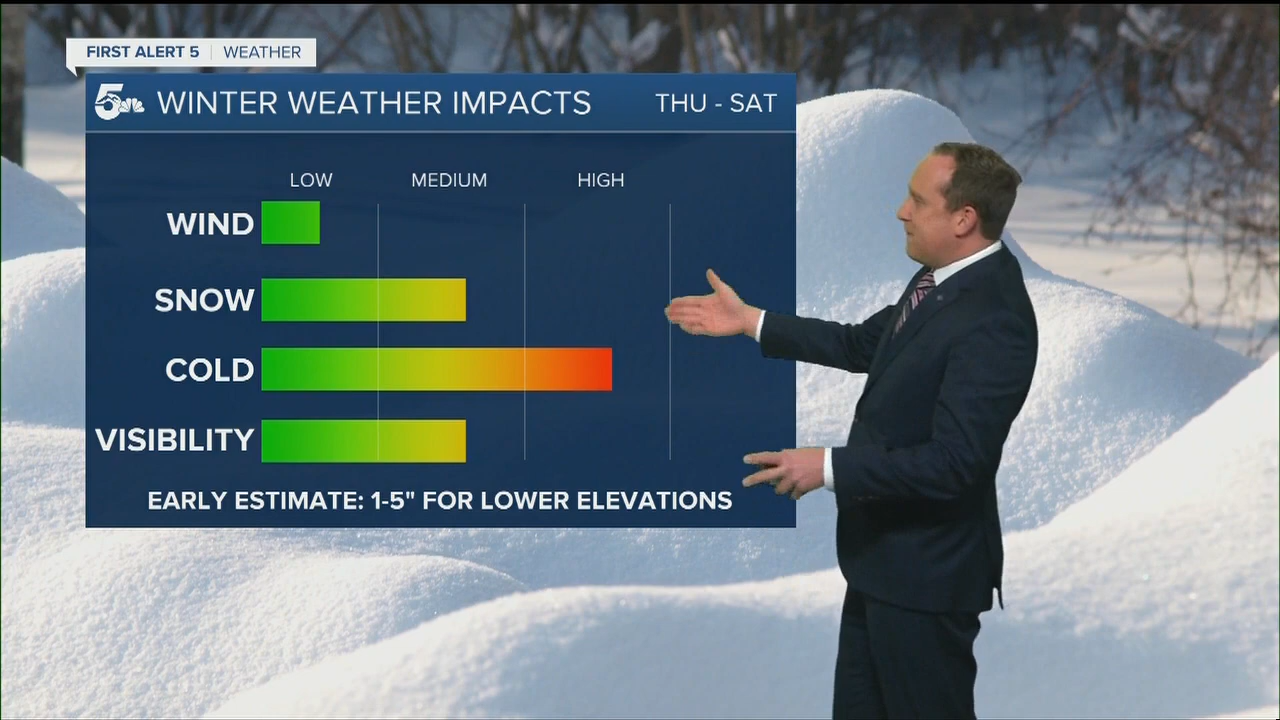 FIRST ALERT 5 | WEATHER
5 WINTER WEATHER IMPACTS THU - SAT
LOW MEDIUM HIGH
WIND
SNOW
COLD
VISIBILITY
EARLY ESTIMATE: 1-5" FOR LOWER ELEVATIONS